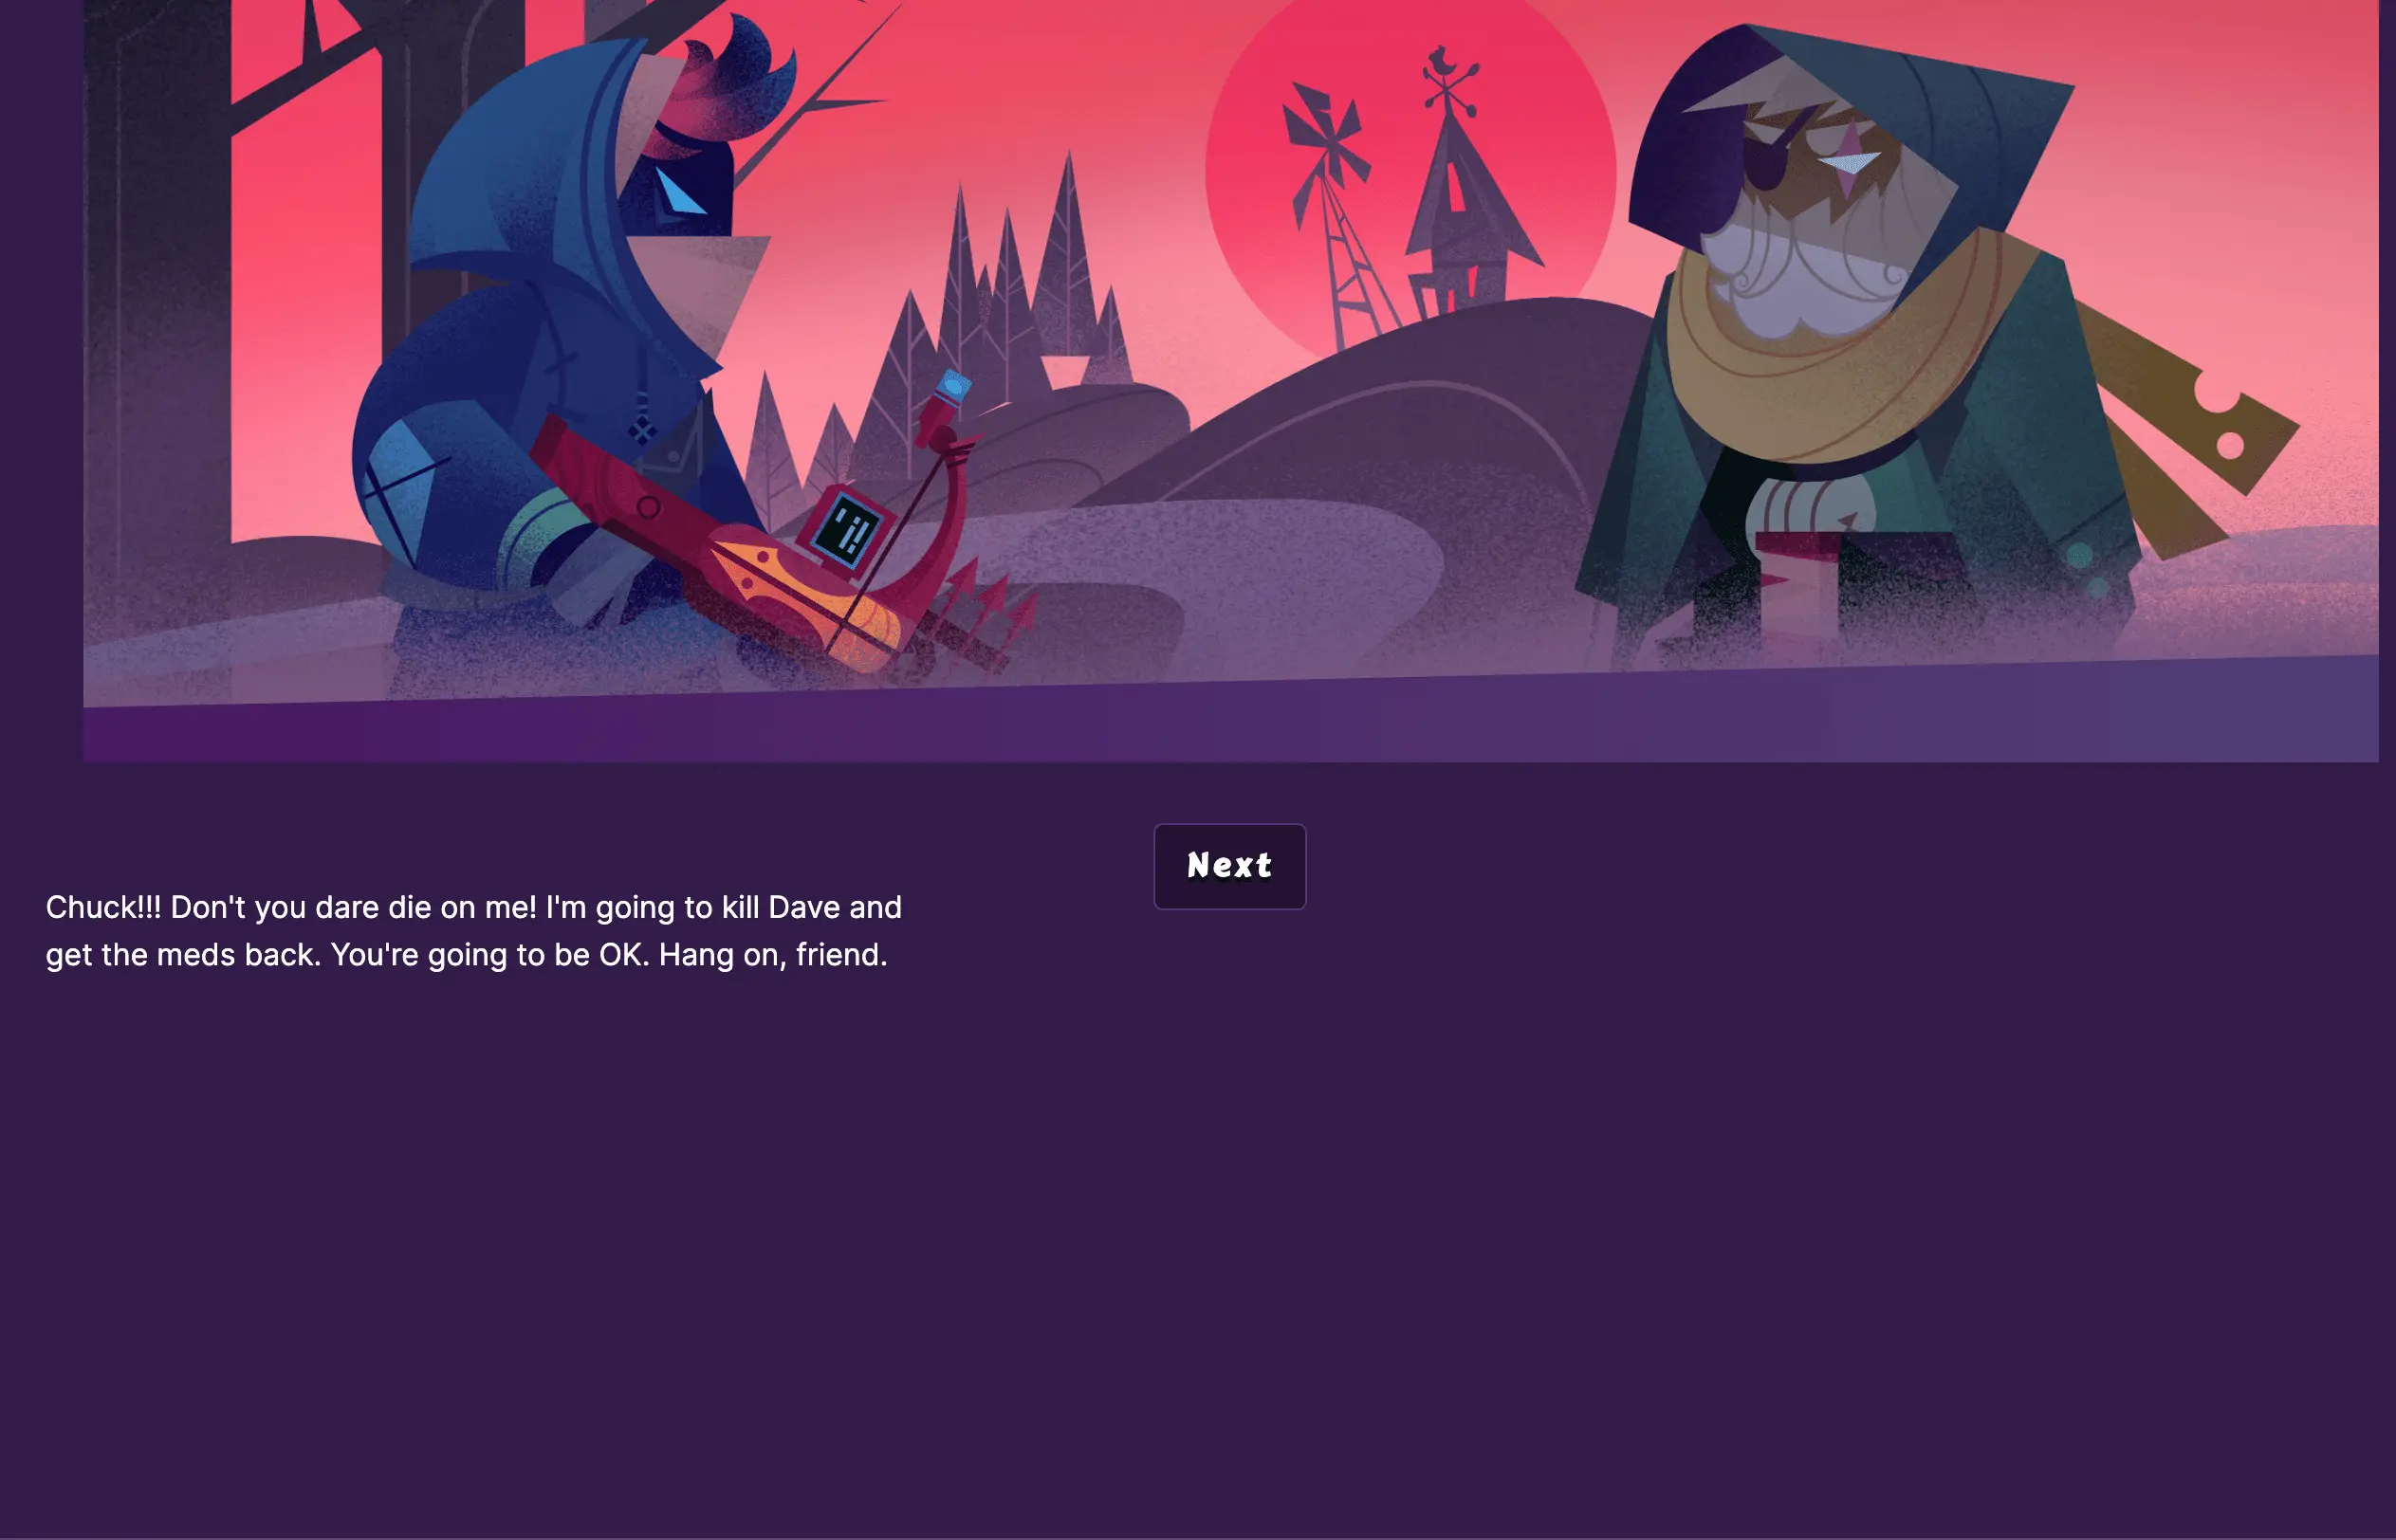 Next
Chuck!!! Don't you dare die on me! I'm going to kill Dave and
get the meds back. You're going to be OK. Hang on, friend.